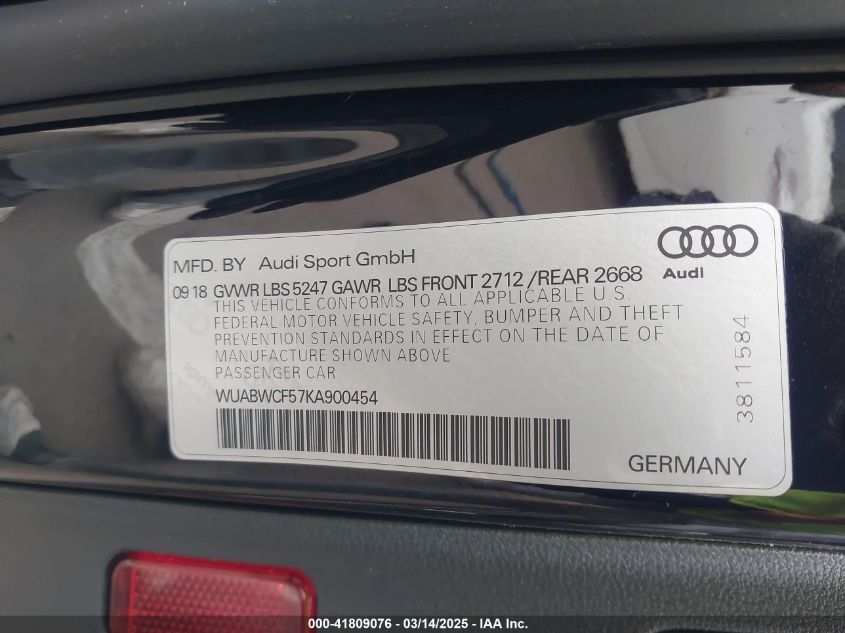 MFD. BY Audi Sport GmbH
Audi
09 18 GVWR LBS 5247 GAWR LBS FRONT 2712 /REAR 2668
THIS VEHICLE CONFORMS TO ALL APPLICABLE U.S.
FEDERAL MOTOR VEHICLE SAFETY, BUMPER AND THEFT
PREVENTION STANDARDS IN EFFECT ON THE DATE OF
MANUFACTURE SHOWN ABOVE
PASSENGER CAR
WUABWCF57KA900454
3811584
GERMANY
000-41809076 - 03/14/2025 - IAA Inc.